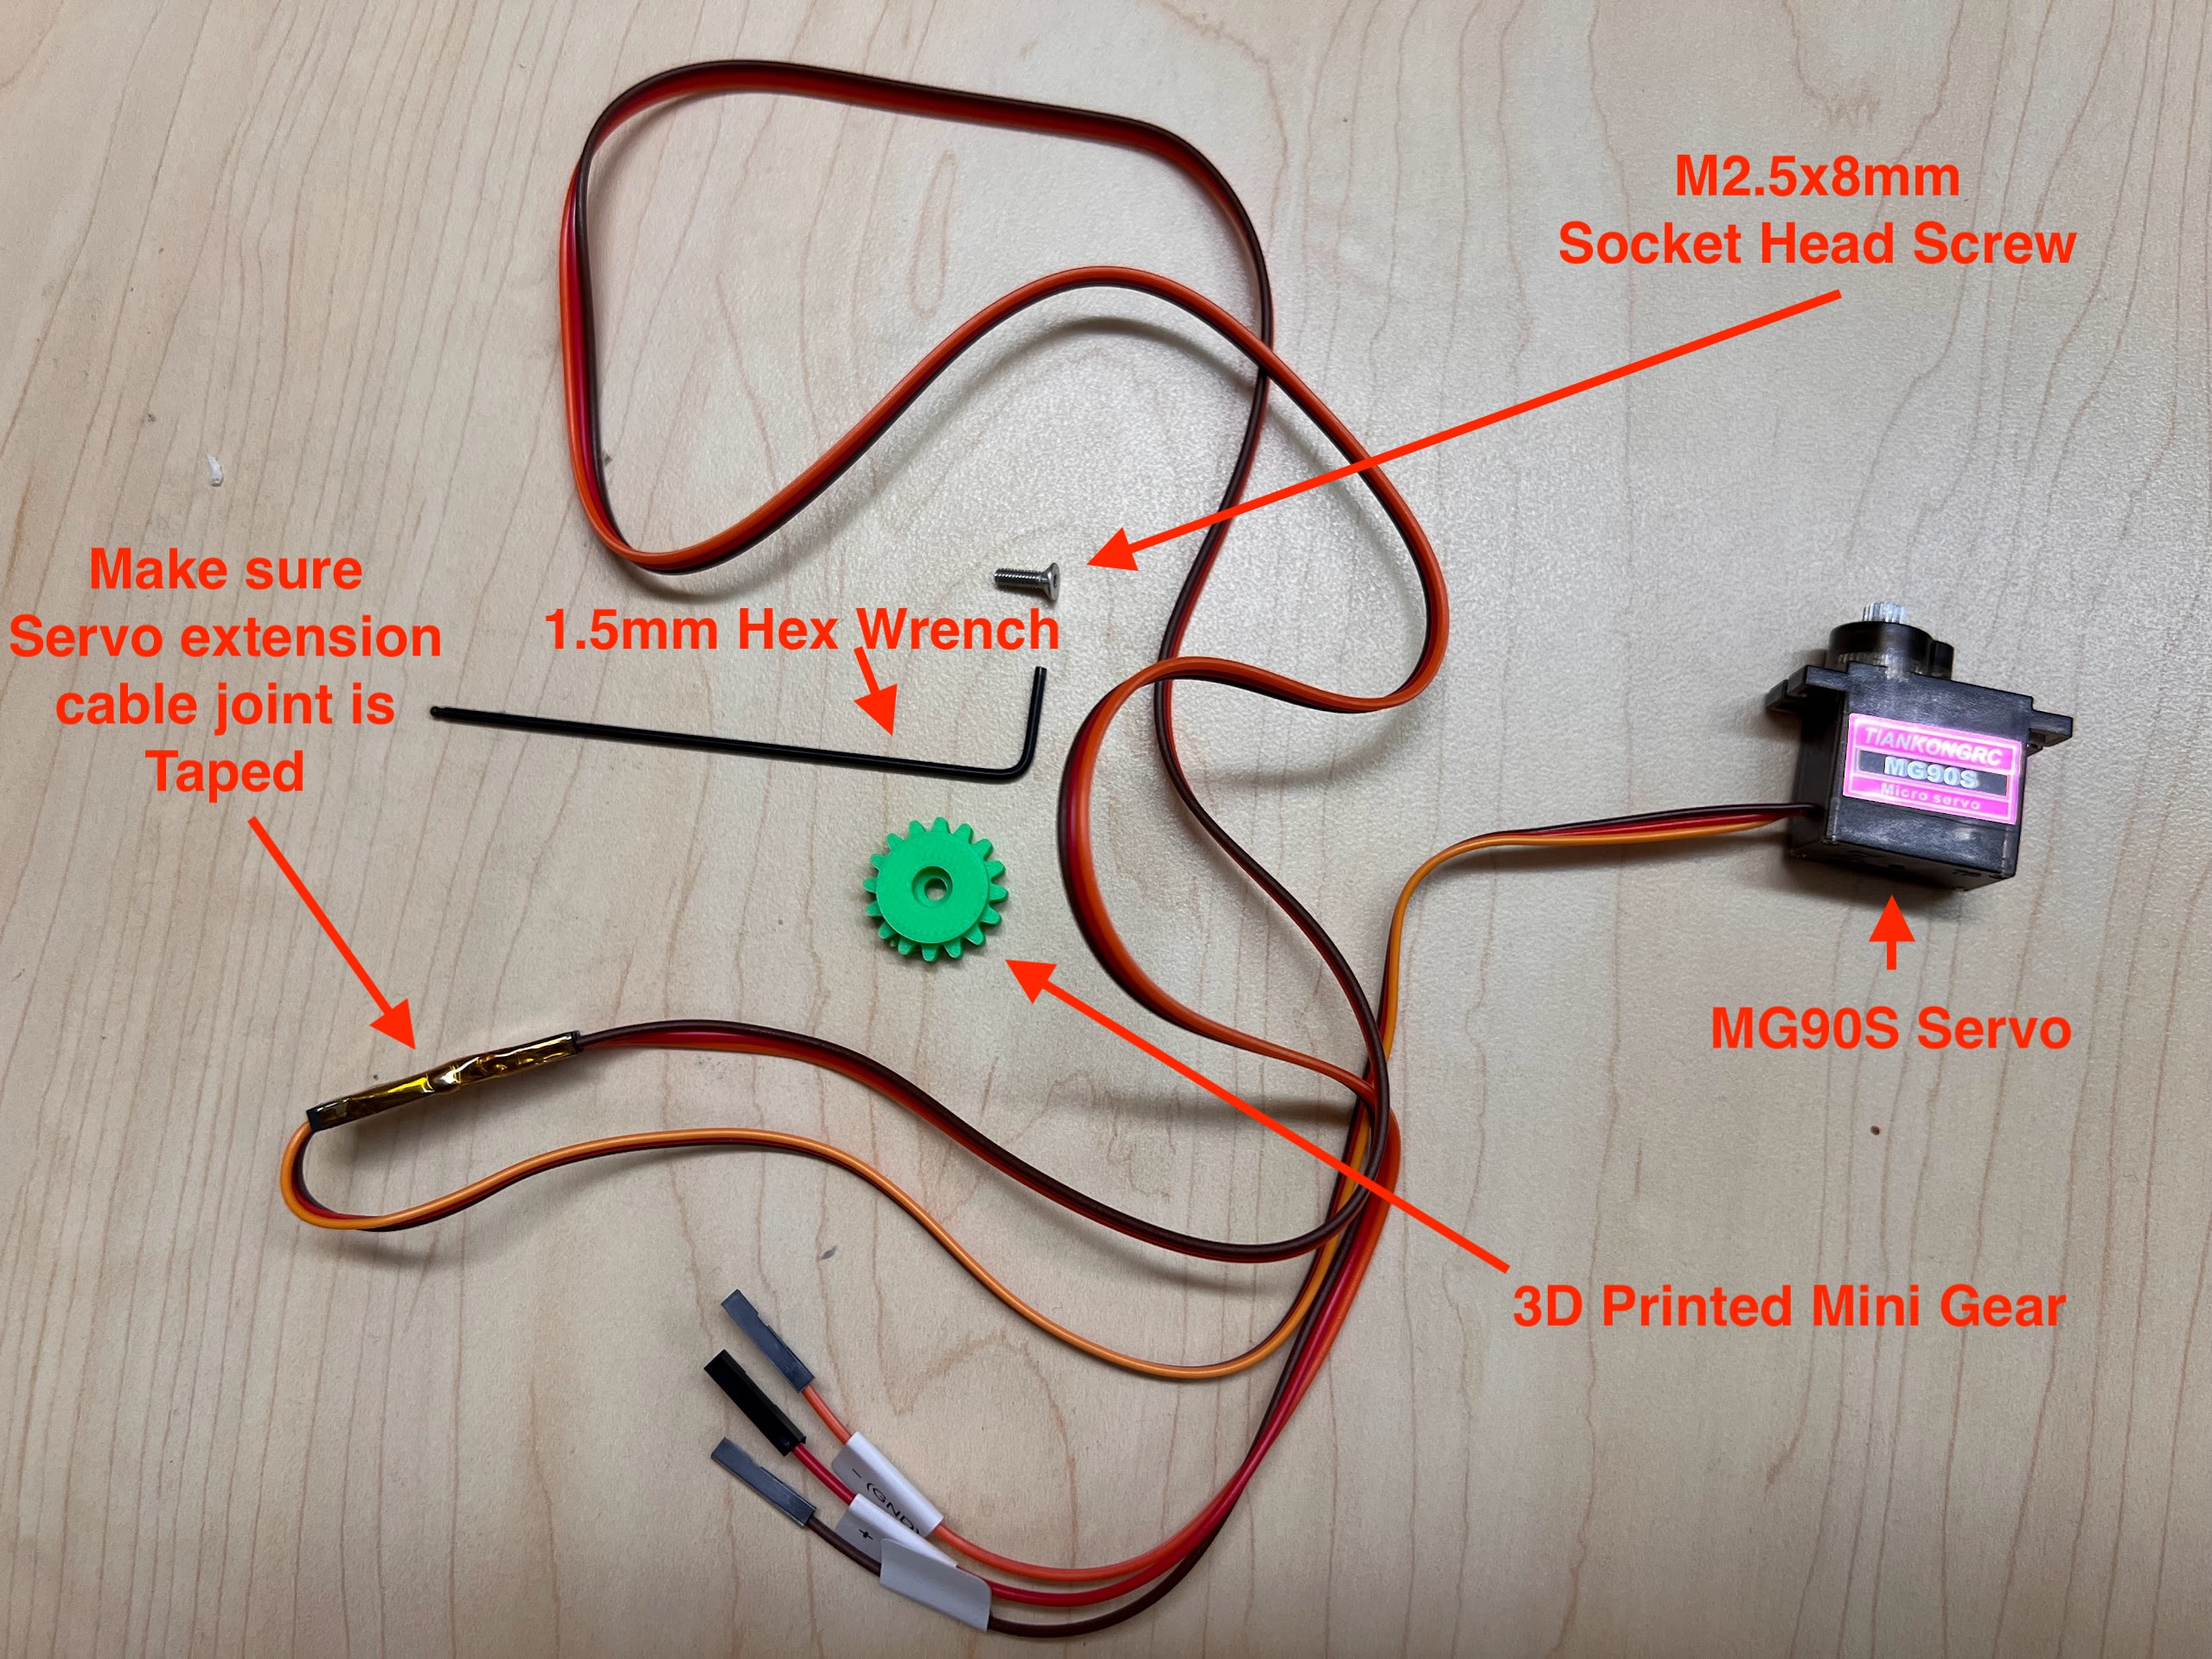 M2.5x8mm
Socket Head Screw
Make sure
Servo extension
cable joint is
Taped
1.5mm Hex Wrench
TIANKONGRC
MG90S
Micro servo
MG90S Servo
3D Printed Mini Gear
- (GND)
+